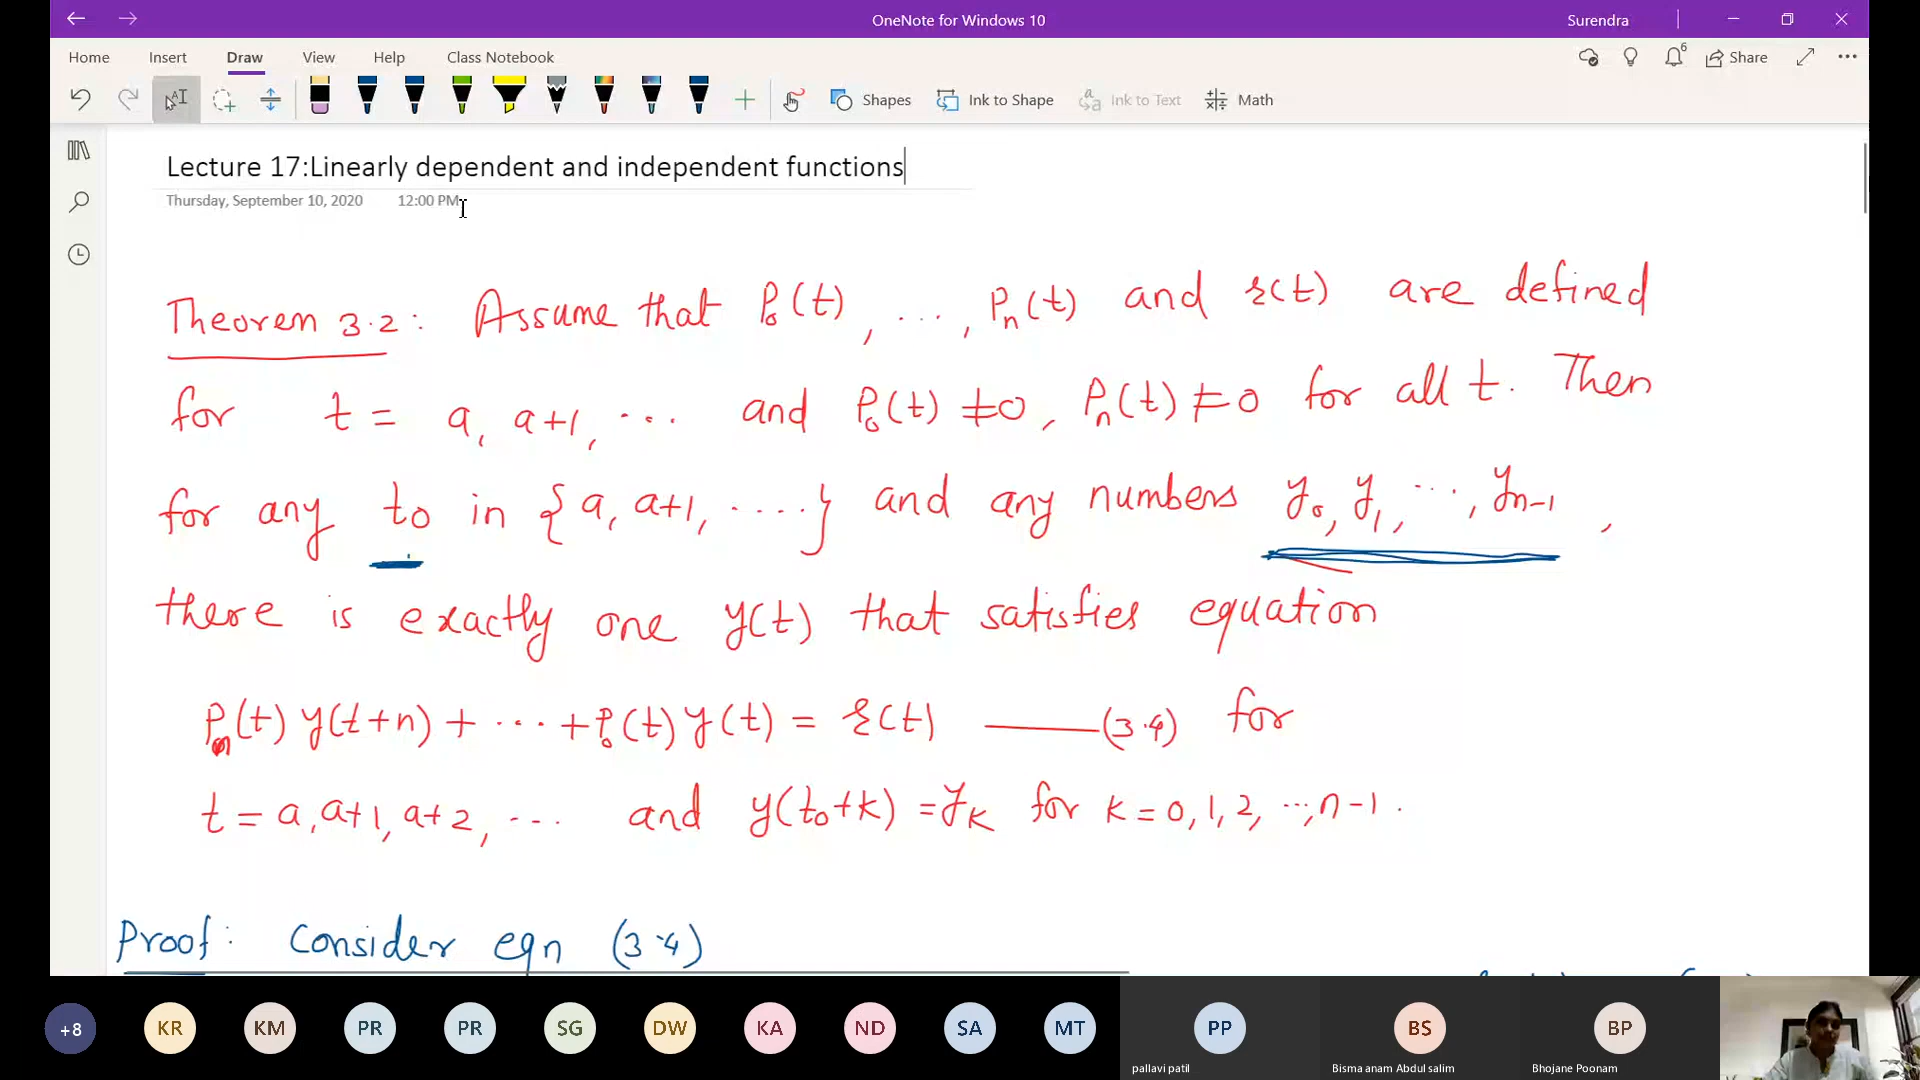 OneNote for Windows 10
Surendra
Home Insert Draw View Help Class Notebook
6
Share
Shapes Ink to Shape Ink to Text Math
Lecture 17:Linearly dependent and independent functions
Thursday, September 10, 2020 12:00 PM
Theorem 3.2: Assume that P₀(t), ..., Pₙ(t) and r(t) are defined
for t = a, a+1, ... and P₀(t) ≠0, Pₙ(t) ≠0 for all t. Then
for any t₀ in {a, a+1, ....} and any numbers y₀, y₁, ..., yₙ₋₁,
there is exactly one y(t) that satisfies equation
Pₙ(t) y(t+n) + ... + P₀(t) y(t) = r(t) ——(3.4) for
t = a, a+1, a+2, ... and y(t₀+k) = yₖ for k = 0, 1, 2, ..., n-1.
Proof: Consider eqn (3.4)
+8 KR KM PR PR SG DW KA ND SA MT PP BS BP
pallavi patil Bisma anam Abdul salim Bhojane Poonam